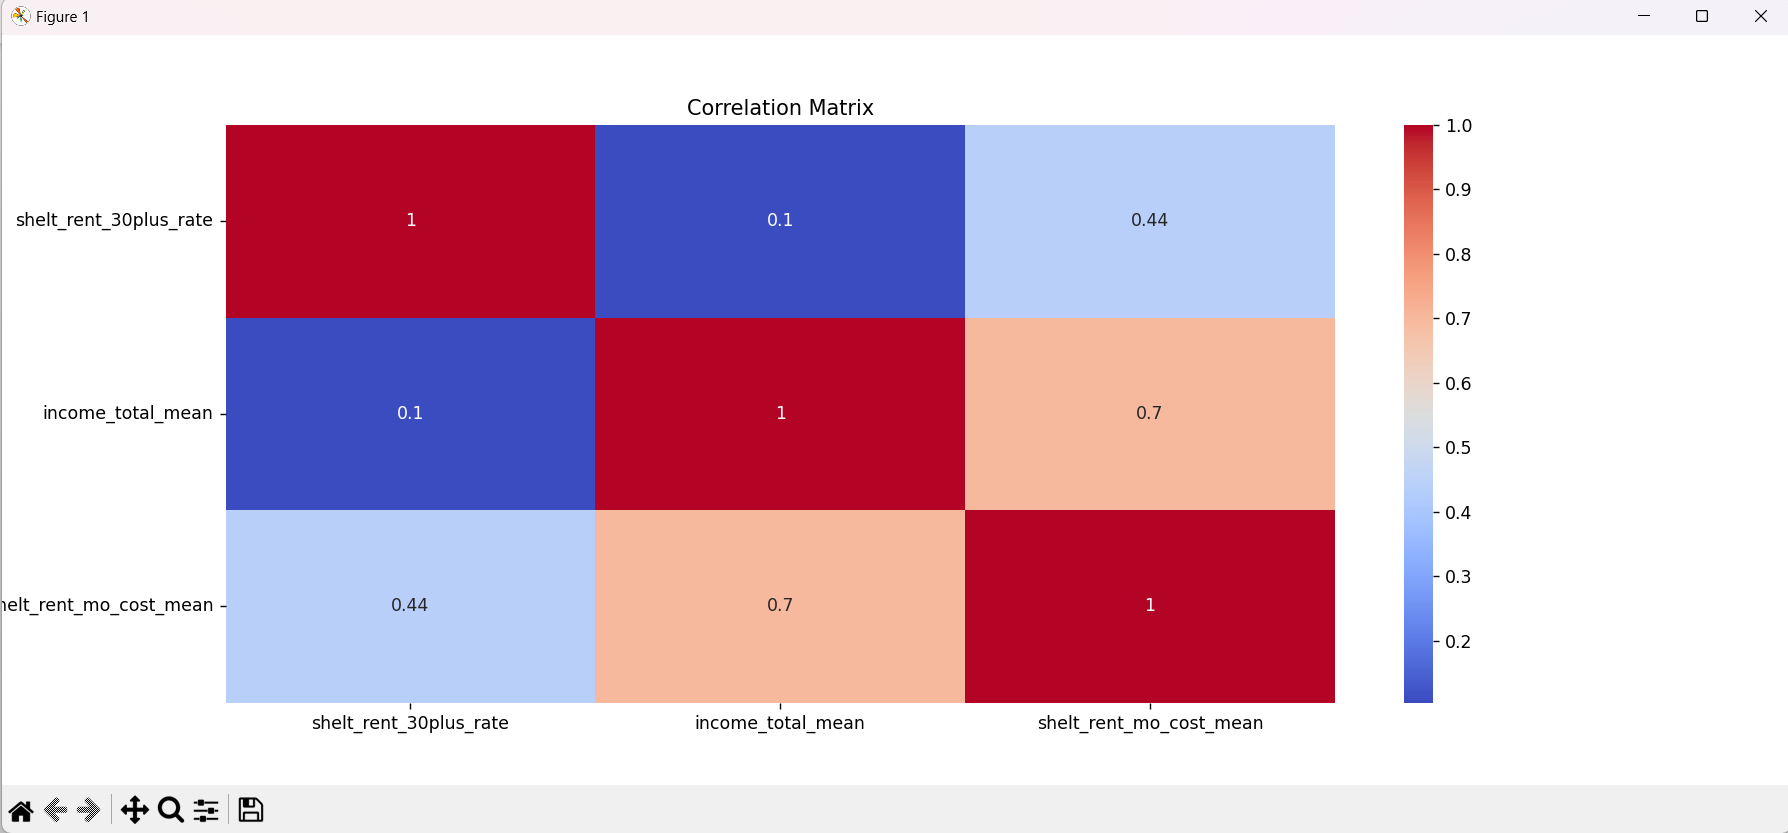 Figure 1
Correlation Matrix
shelt_rent_30plus_rate
1
0.1
0.44
income_total_mean
0.1
1
0.7
helt_rent_mo_cost_mean
0.44
0.7
1
shelt_rent_30plus_rate
income_total_mean
shelt_rent_mo_cost_mean
1.0
0.9
0.8
0.7
0.6
0.5
0.4
0.3
0.2